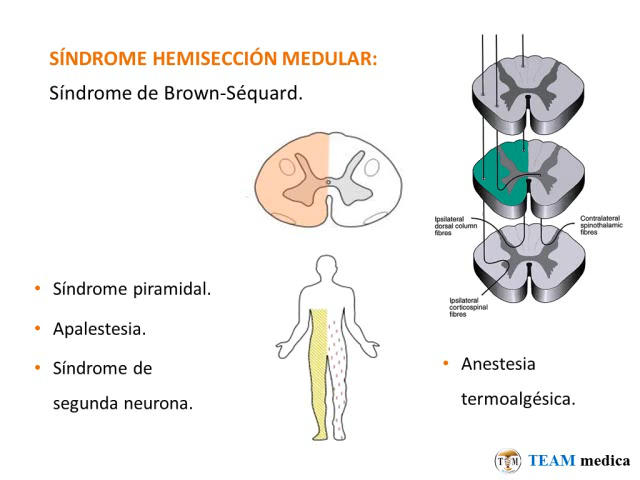 SÍNDROME HEMISECCIÓN MEDULAR:
Síndrome de Brown-Séquard.
Ipsilateral
dorsal column
fibres
Contralateral
spinothalamic
fibres
Ipsilateral
corticospinal
fibres
• Síndrome piramidal.
• Apalestesia.
• Síndrome de
segunda neurona.
• Anestesia
termoalgésica.
TEAM medica